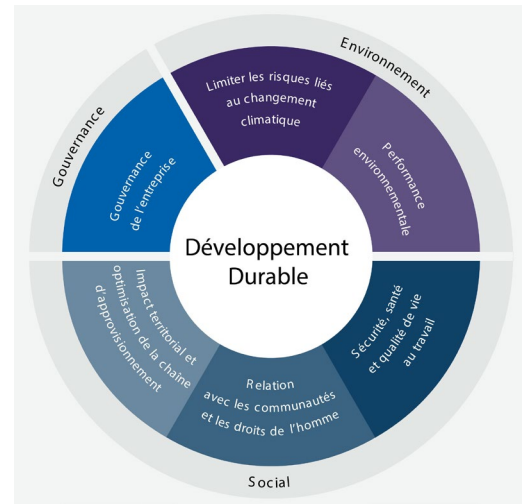 Environnement
Limiter les risques liés
au changement
climatique
Performance
environnementale
Gouvernance
Gouvernance
de l'entreprise
Développement
Durable
Sécurité, santé
et qualité de vie
au travail
Impact territorial et
optimisation de la chaîne
d'approvisionnement
Relation
avec les communautés
et les droits de l'homme
Social